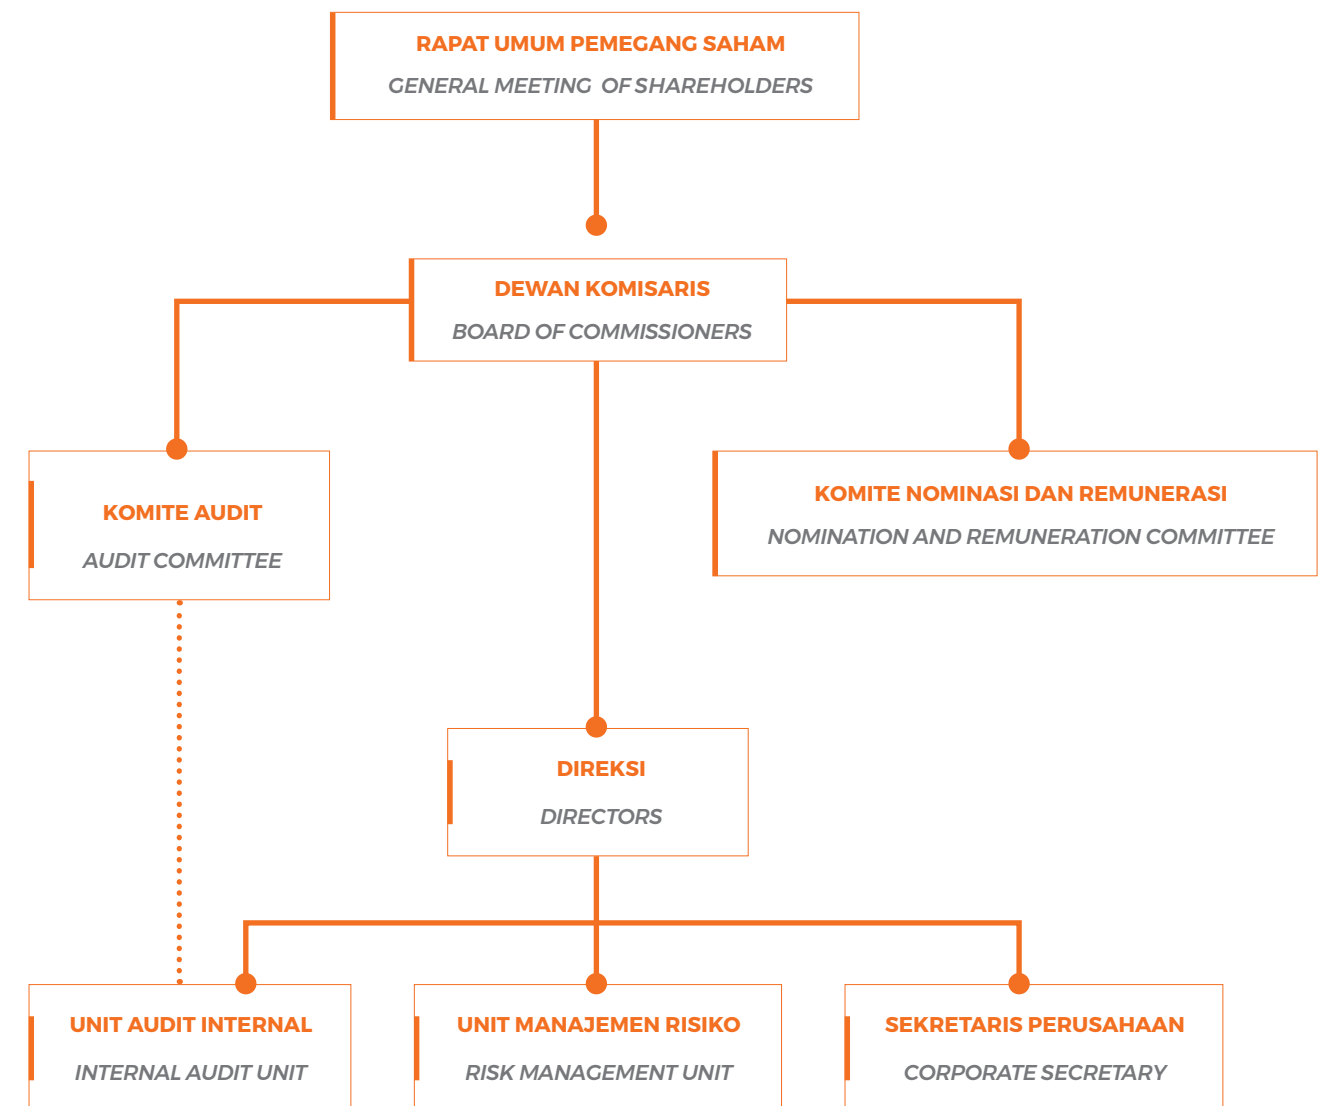 RAPAT UMUM PEMEGANG SAHAM
GENERAL MEETING OF SHAREHOLDERS
DEWAN KOMISARIS
BOARD OF COMMISSIONERS
KOMITE AUDIT
AUDIT COMMITTEE
KOMITE NOMINASI DAN REMUNERASI
NOMINATION AND REMUNERATION COMMITTEE
DIREKSI
DIRECTORS
UNIT AUDIT INTERNAL
INTERNAL AUDIT UNIT
UNIT MANAJEMEN RISIKO
RISK MANAGEMENT UNIT
SEKRETARIS PERUSAHAAN
CORPORATE SECRETARY